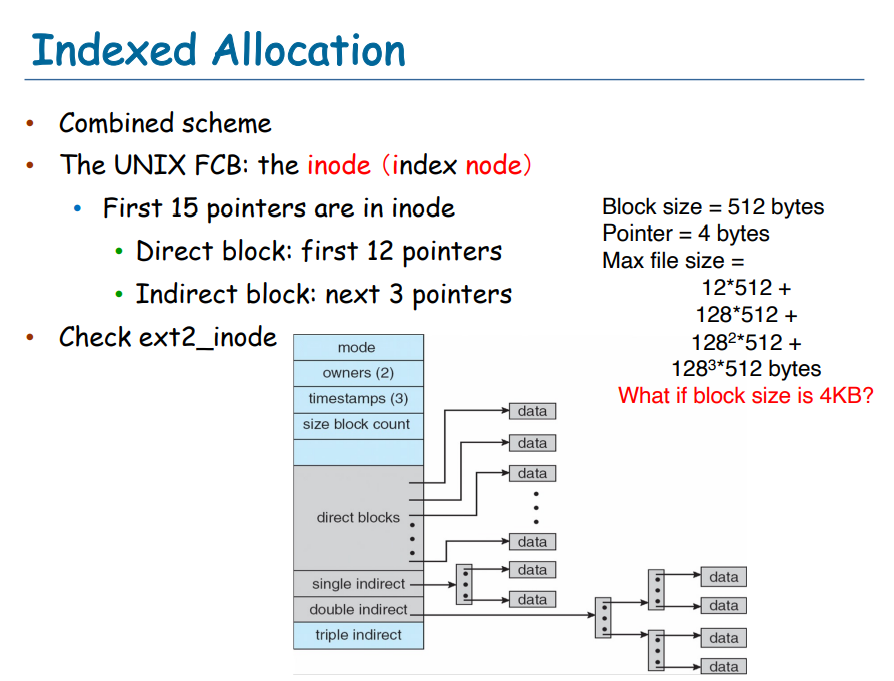 Indexed Allocation
• Combined scheme
• The UNIX FCB: the inode (index node)
• First 15 pointers are in inode
• Direct block: first 12 pointers
• Indirect block: next 3 pointers
• Check ext2_inode
Block size = 512 bytes
Pointer = 4 bytes
Max file size =
12*512 +
128*512 +
128²*512 +
128³*512 bytes
What if block size is 4KB?
mode
owners (2)
timestamps (3)
size block count
direct blocks
single indirect
double indirect
triple indirect
data
data
data
data
data
data
data
data
data
data